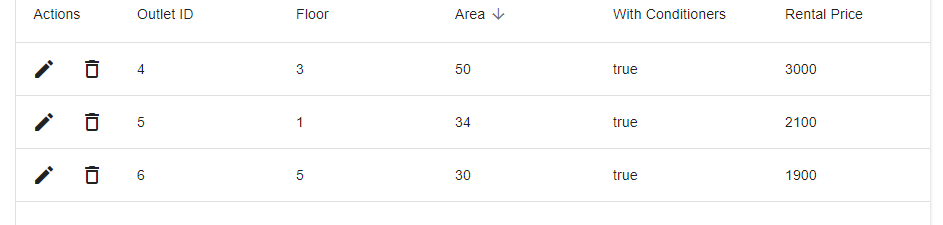 Actions Outlet ID Floor Area With Conditioners Rental Price
4 3 50 true 3000
5 1 34 true 2100
6 5 30 true 1900